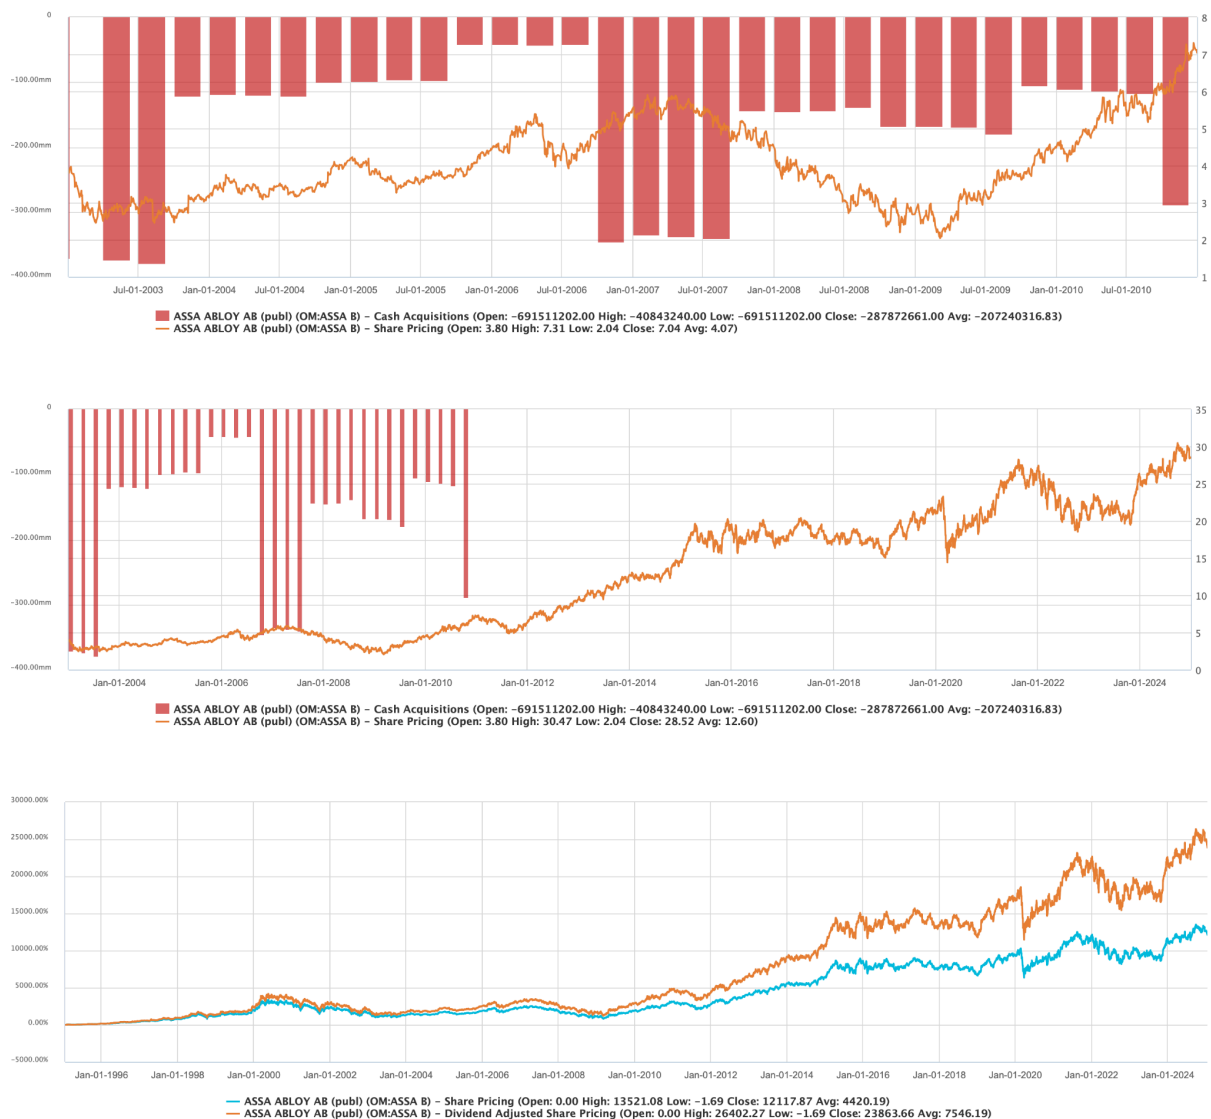 0
-100.00mm
-200.00mm
-300.00mm
-400.00mm
8
7
6
5
4
3
2
1
Jul-01-2003 Jan-01-2004 Jul-01-2004 Jan-01-2005 Jul-01-2005 Jan-01-2006 Jul-01-2006 Jan-01-2007 Jul-01-2007 Jan-01-2008 Jul-01-2008 Jan-01-2009 Jul-01-2009 Jan-01-2010 Jul-01-2010
ASSA ABLOY AB (publ) (OM:ASSA B) – Cash Acquisitions (Open: -691511202.00 High: -40843240.00 Low: -691511202.00 Close: -287872661.00 Avg: -207240316.83)
ASSA ABLOY AB (publ) (OM:ASSA B) – Share Pricing (Open: 3.80 High: 7.31 Low: 2.04 Close: 7.04 Avg: 4.07)
0
-100.00mm
-200.00mm
-300.00mm
-400.00mm
35
30
25
20
15
10
5
0
Jan-01-2004 Jan-01-2006 Jan-01-2008 Jan-01-2010 Jan-01-2012 Jan-01-2014 Jan-01-2016 Jan-01-2018 Jan-01-2020 Jan-01-2022 Jan-01-2024
ASSA ABLOY AB (publ) (OM:ASSA B) – Cash Acquisitions (Open: -691511202.00 High: -40843240.00 Low: -691511202.00 Close: -287872661.00 Avg: -207240316.83)
ASSA ABLOY AB (publ) (OM:ASSA B) – Share Pricing (Open: 3.80 High: 30.47 Low: 2.04 Close: 28.52 Avg: 12.60)
30000.00%
25000.00%
20000.00%
15000.00%
10000.00%
5000.00%
0.00%
-5000.00%
Jan-01-1996 Jan-01-1998 Jan-01-2000 Jan-01-2002 Jan-01-2004 Jan-01-2006 Jan-01-2008 Jan-01-2010 Jan-01-2012 Jan-01-2014 Jan-01-2016 Jan-01-2018 Jan-01-2020 Jan-01-2022 Jan-01-2024
ASSA ABLOY AB (publ) (OM:ASSA B) – Share Pricing (Open: 0.00 High: 13521.08 Low: -1.69 Close: 12117.87 Avg: 4420.19)
ASSA ABLOY AB (publ) (OM:ASSA B) – Dividend Adjusted Share Pricing (Open: 0.00 High: 26402.27 Low: -1.69 Close: 23863.66 Avg: 7546.19)